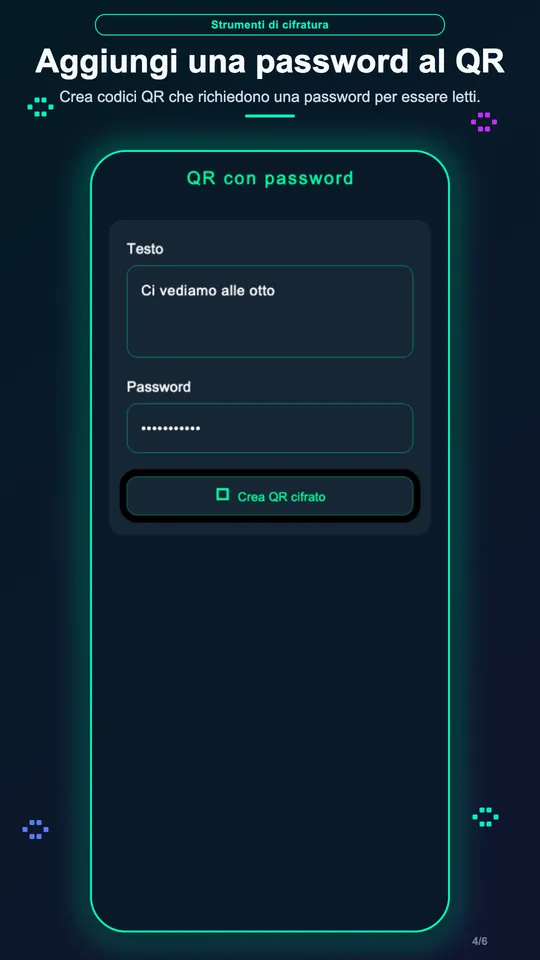 Strumenti di cifratura
Aggiungi una password al QR
Crea codici QR che richiedono una password per essere letti.
QR con password
Testo
Ci vediamo alle otto
Password
•••••••••••
Crea QR cifrato
4/6